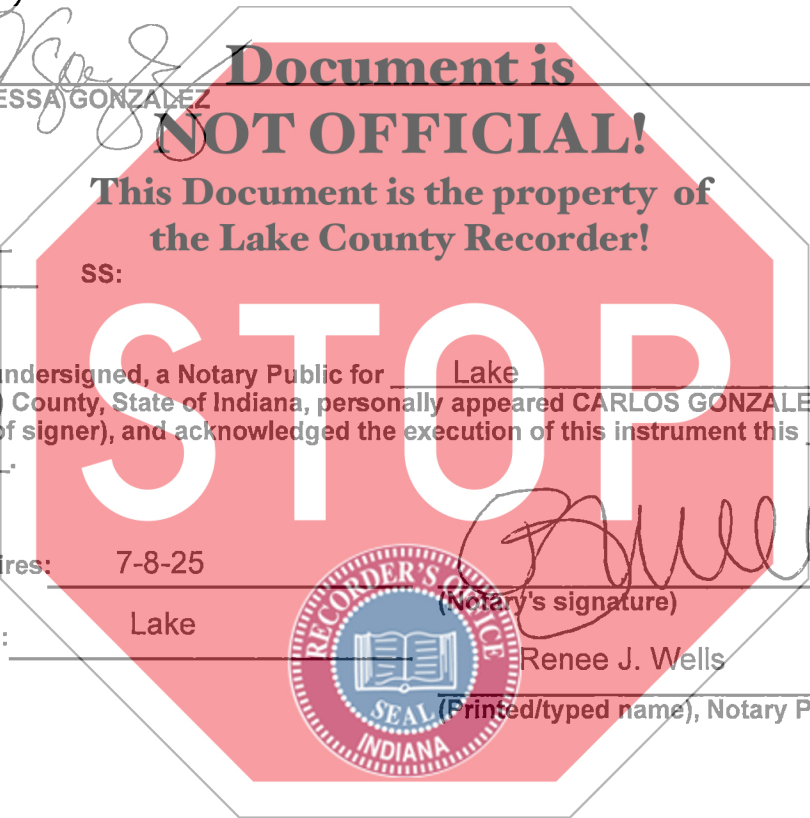 Document is
ESSA GONZALEZ
NOT OFFICIAL!
This Document is the property of
the Lake County Recorder!
SS:
STOP
undersigned, a Notary Public for Lake
) County, State of Indiana, personally appeared CARLOS GONZALE
of signer), and acknowledged the execution of this instrument this
.
ires: 7-8-25
(Notary's signature)
: Lake
Renee J. Wells
(Printed/typed name), Notary P
RECORDER'S OFFICE
SEAL
INDIANA